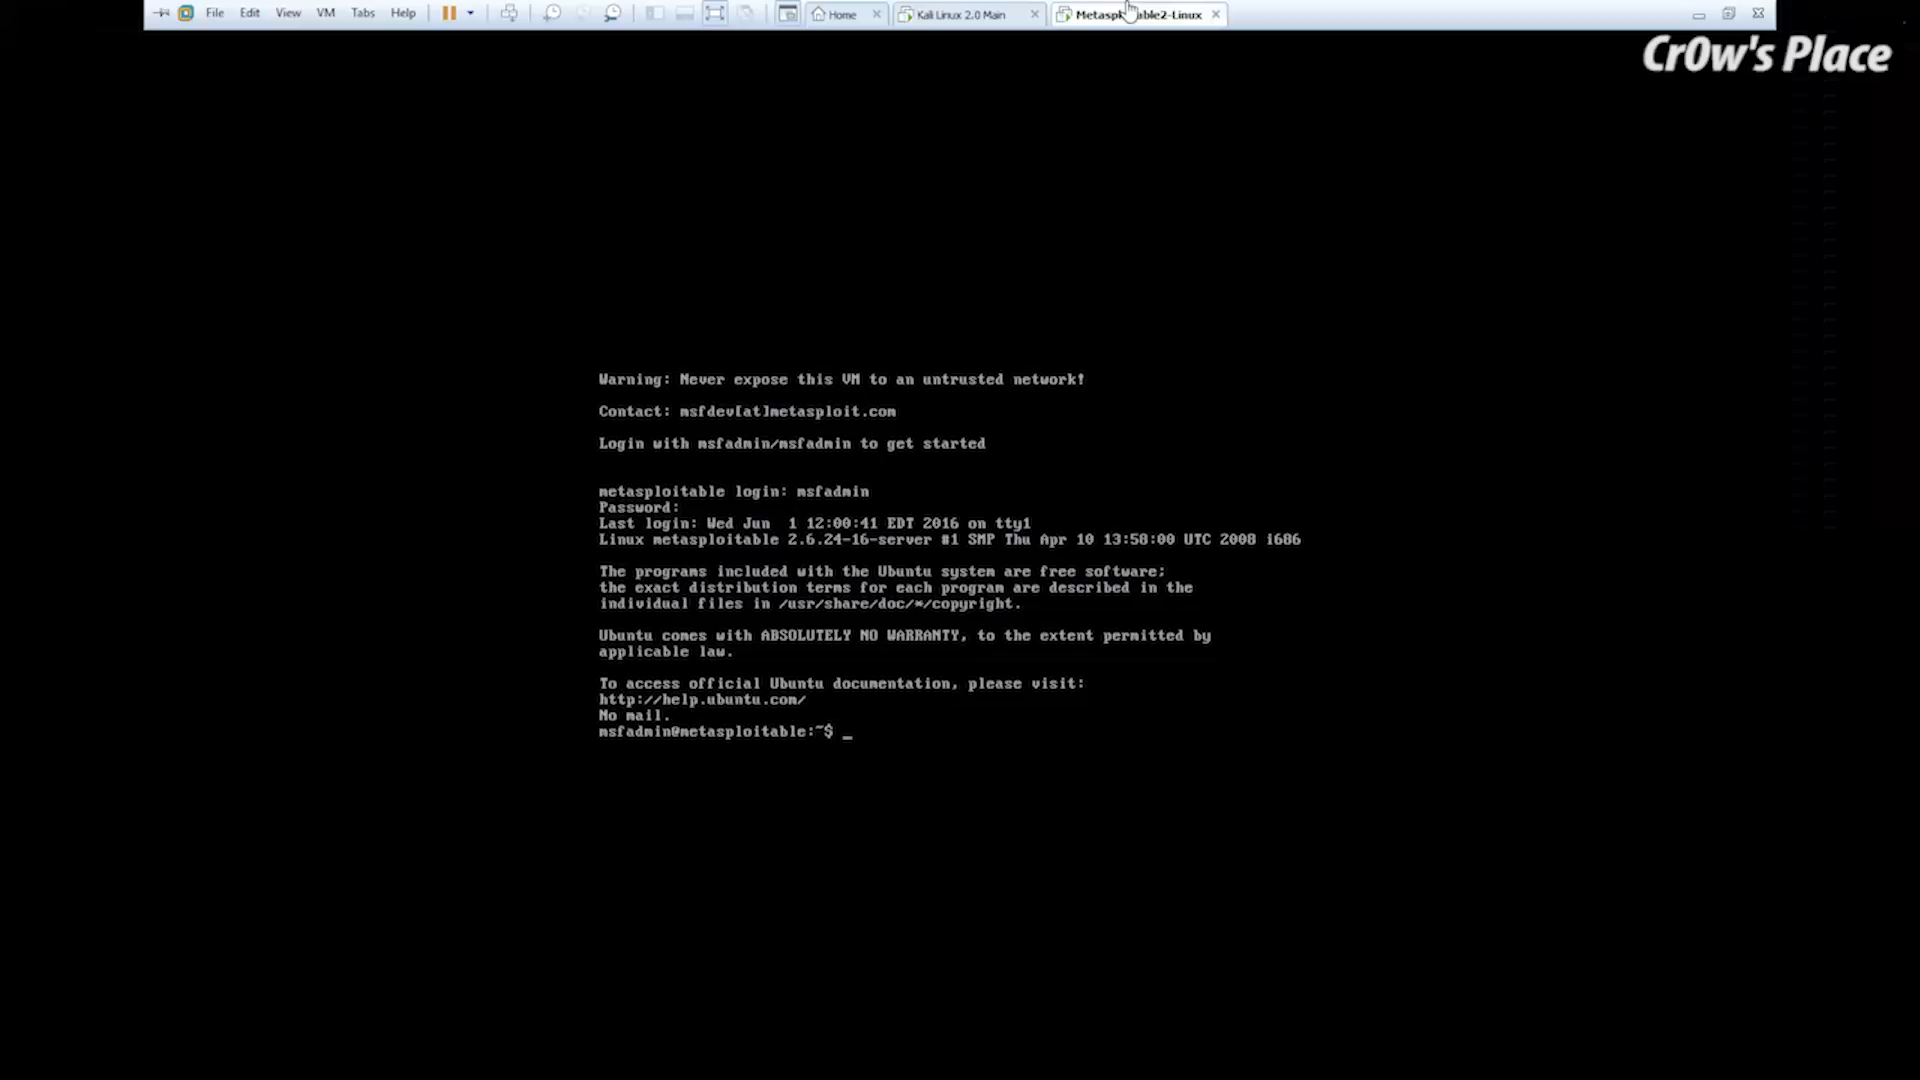 File Edit View VM Tabs Help Home Kali Linux 2.0 Main Metasploitable2-Linux
Cr0w's Place
Warning: Never expose this VM to an untrusted network!
Contact: msfdev[at]metasploit.com
Login with msfadmin/msfadmin to get started
metasploitable login: msfadmin
Password:
Last login: Wed Jun  1 12:00:41 EDT 2016 on tty1
Linux metasploitable 2.6.24-16-server #1 SMP Thu Apr 10 13:58:00 UTC 2008 i686
The programs included with the Ubuntu system are free software;
the exact distribution terms for each program are described in the
individual files in /usr/share/doc/*/copyright.
Ubuntu comes with ABSOLUTELY NO WARRANTY, to the extent permitted by
applicable law.
To access official Ubuntu documentation, please visit:
http://help.ubuntu.com/
No mail.
msfadmin@metasploitable:~$ _